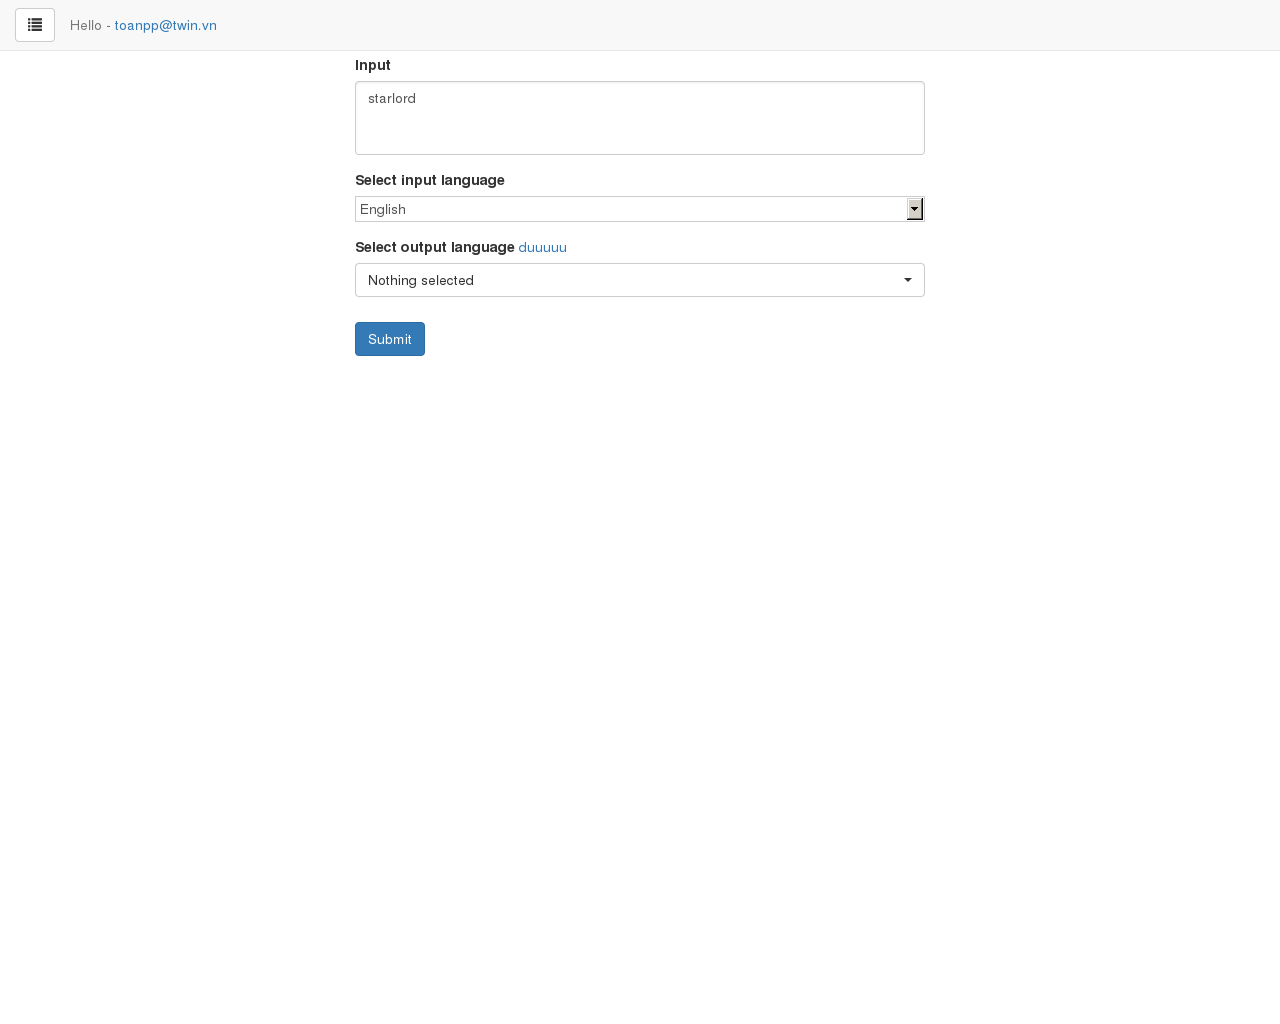 Hello - toanpp@twin.vn
Input
starlord
Select input language
English
Select output language duuuuu
Nothing selected
Submit